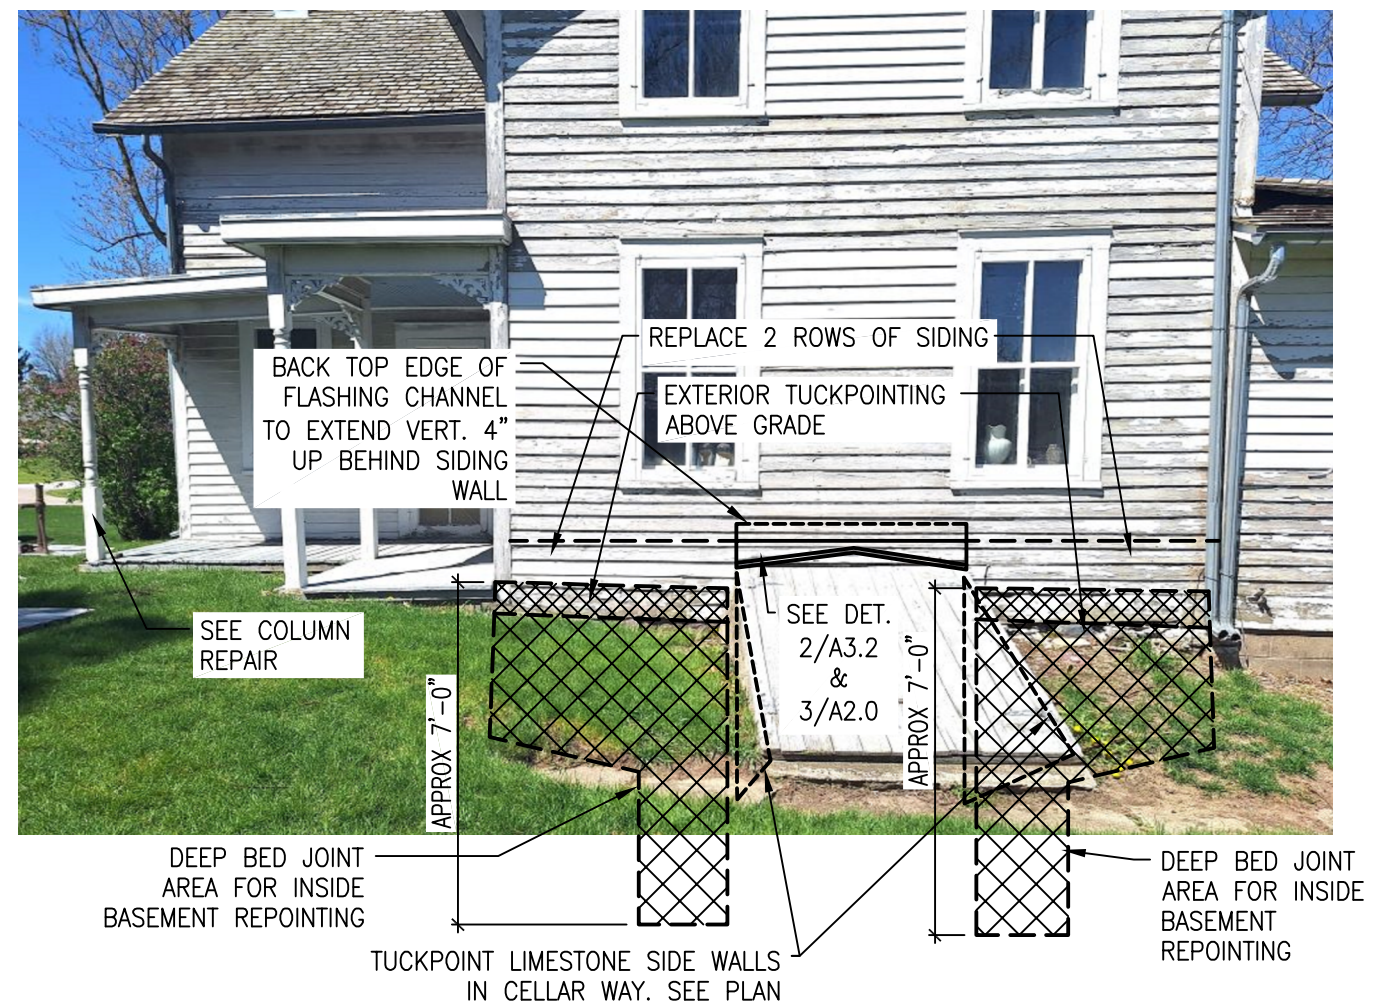 REPLACE 2 ROWS OF SIDING
BACK TOP EDGE OF
FLASHING CHANNEL
TO EXTEND VERT. 4"
UP BEHIND SIDING
WALL
EXTERIOR TUCKPOINTING
ABOVE GRADE
SEE COLUMN
REPAIR
SEE DET.
2/A3.2
&
3/A2.0
APPROX 7'-0"
APPROX 7'-0"
DEEP BED JOINT
AREA FOR INSIDE
BASEMENT REPOINTING
DEEP BED JOINT
AREA FOR INSIDE
BASEMENT
REPOINTING
TUCKPOINT LIMESTONE SIDE WALLS
IN CELLAR WAY. SEE PLAN